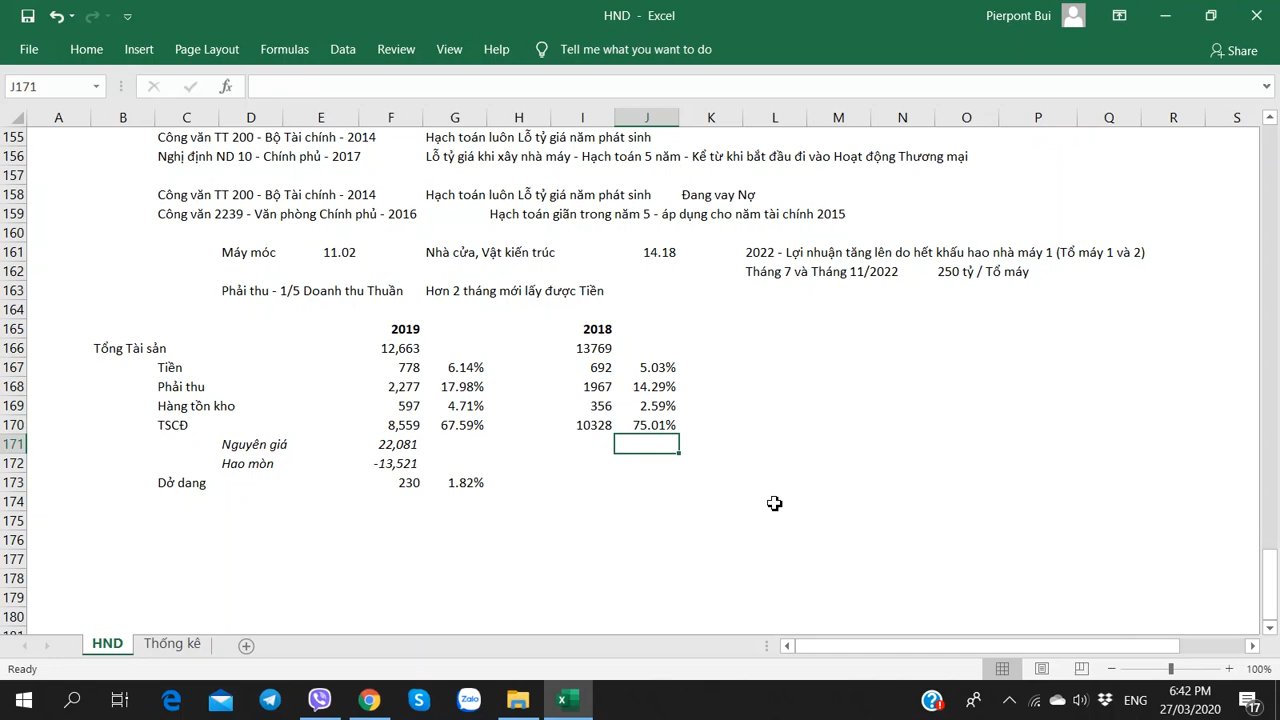 HND - Excel
Pierpont Bui
File Home Insert Page Layout Formulas Data Review View Help Tell me what you want to do Share
J171 fx
A B C D E F G H I J K L M N O P Q R S
155 Công văn TT 200 - Bộ Tài chính - 2014 Hạch toán luôn Lỗ tỷ giá năm phát sinh
156 Nghị định ND 10 - Chính phủ - 2017 Lỗ tỷ giá khi xây nhà máy - Hạch toán 5 năm - Kể từ khi bắt đầu đi vào Hoạt động Thương mại
157
158 Công văn TT 200 - Bộ Tài chính - 2014 Hạch toán luôn Lỗ tỷ giá năm phát sinh Đang vay Nợ
159 Công văn 2239 - Văn phòng Chính phủ - 2016 Hạch toán giãn trong năm 5 - áp dụng cho năm tài chính 2015
160
161 Máy móc 11.02 Nhà cửa, Vật kiến trúc 14.18 2022 - Lợi nhuận tăng lên do hết khấu hao nhà máy 1 (Tổ máy 1 và 2)
162 Tháng 7 và Tháng 11/2022 250 tỷ / Tổ máy
163 Phải thu - 1/5 Doanh thu Thuần Hơn 2 tháng mới lấy được Tiền
164
165 2019 2018
166 Tổng Tài sản 12,663 13769
167 Tiền 778 6.14% 692 5.03%
168 Phải thu 2,277 17.98% 1967 14.29%
169 Hàng tồn kho 597 4.71% 356 2.59%
170 TSCĐ 8,559 67.59% 10328 75.01%
171 Nguyên giá 22,081
172 Hao mòn -13,521
173 Dở dang 230 1.82%
174
175
176
177
178
179
180
181
HND Thống kê
Ready 100%
Zalo ENG 6:42 PM
27/03/2020 17